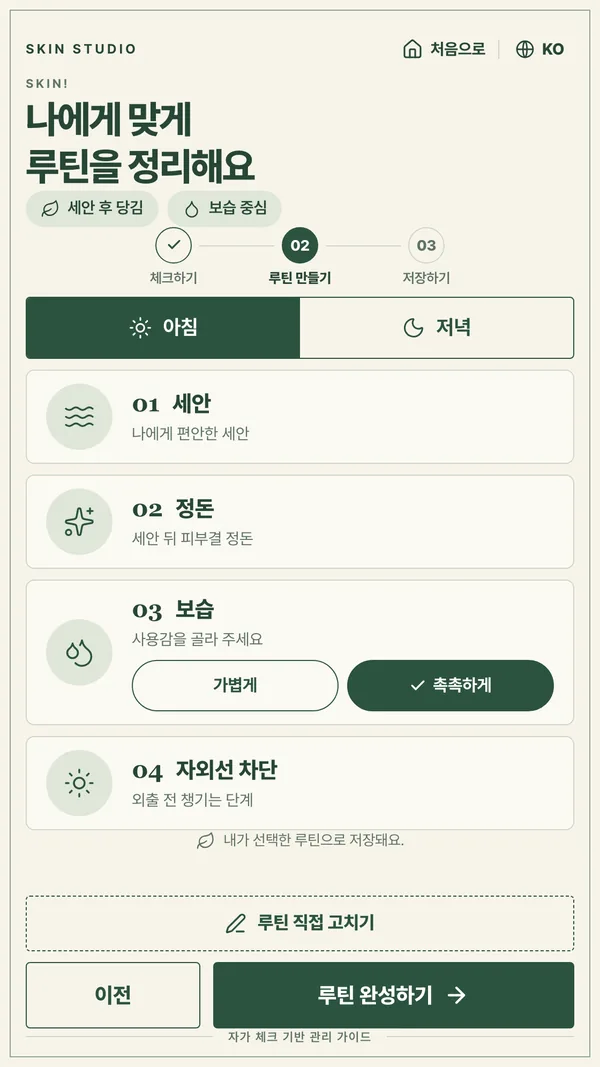 SKIN STUDIO
처음으로
KO
SKIN!
나에게 맞게
루틴을 정리해요
세안 후 당김
보습 중심
02
03
체크하기
루틴 만들기
저장하기
아침
저녁
01 세안
나에게 편안한 세안
02 정돈
세안 뒤 피부결 정돈
03 보습
사용감을 골라 주세요
가볍게
촉촉하게
04 자외선 차단
외출 전 챙기는 단계
내가 선택한 루틴으로 저장돼요.
루틴 직접 고치기
이전
루틴 완성하기
자가 체크 기반 관리 가이드